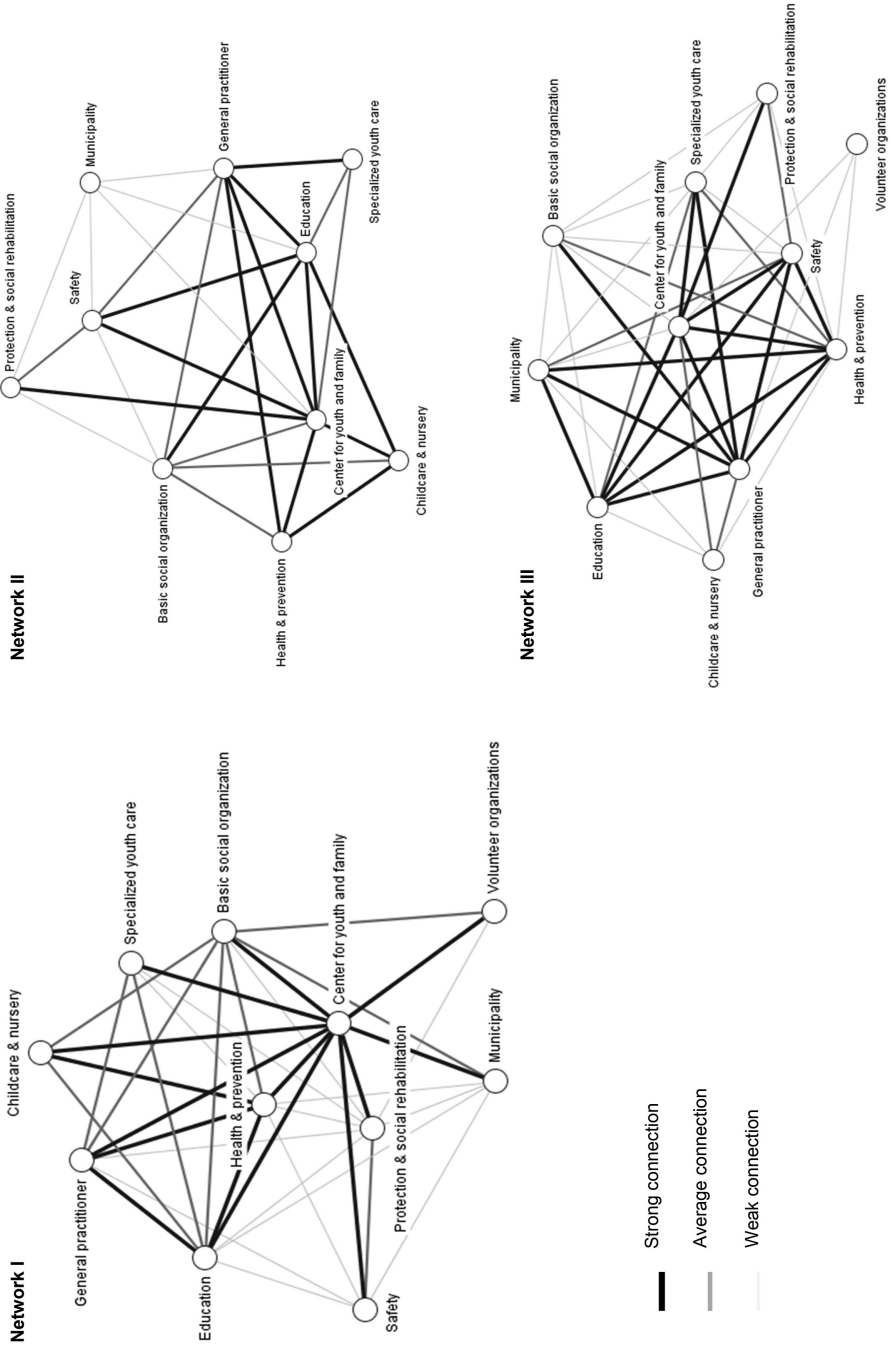 Network I
Childcare & nursery
Specialized youth care
Basic social organization
General practitioner
Health & prevention
Center for youth and family
Education
Protection & social rehabilitation
Safety
Municipality
Volunteer organizations
Strong connection
Average connection
Weak connection
Network II
Protection & social rehabilitation
Safety
Municipality
Basic social organization
General practitioner
Education
Health & prevention
Center for youth and family
Specialized youth care
Childcare & nursery
Network III
Municipality
Basic social organization
Education
Center for youth and family
Specialized youth care
Childcare & nursery
General practitioner
Safety
Protection & social rehabilitation
Health & prevention
Volunteer organizations